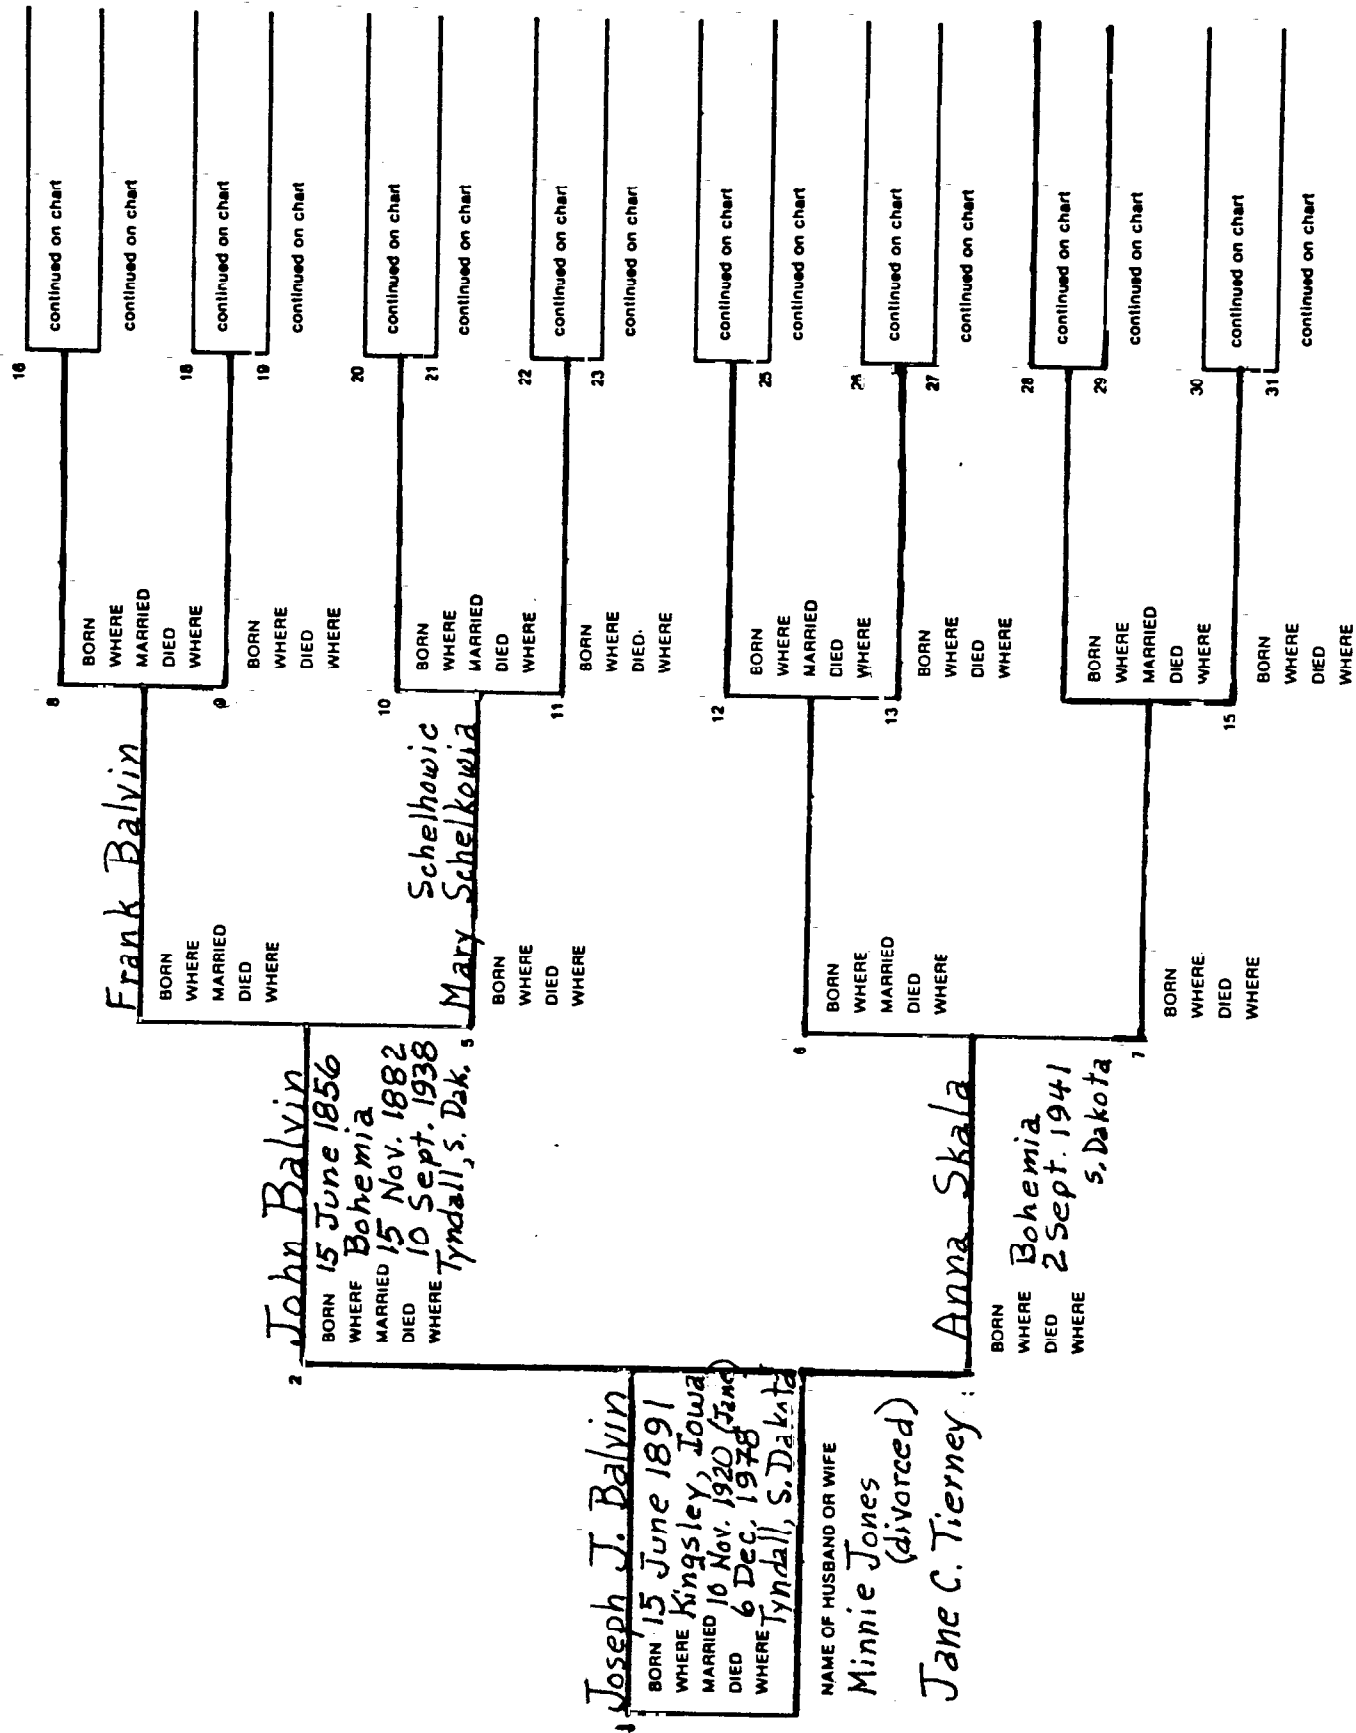 1
Joseph J. Balvin
BORN 15 June 1891
WHERE Kingsley, Iowa
MARRIED 10 Nov. 1920 (Jane)
DIED 6 Dec. 1978
WHERE Tyndall, S. Dakota
NAME OF HUSBAND OR WIFE
Minnie Jones
(divorced)
Jane C. Tierney
2
John Balvin
BORN 15 June 1856
WHERE Bohemia
MARRIED 15 Nov. 1882
DIED 10 Sept. 1938
WHERE Tyndall, S. Dak.
Anna Skala
BORN
WHERE Bohemia
DIED 2 Sept. 1941
WHERE S. Dakota
Frank Balvin
BORN
WHERE
MARRIED
DIED
WHERE
Schelhowic
5 Mary Schelkowia
BORN
WHERE
DIED
WHERE
6
BORN
WHERE
MARRIED
DIED
WHERE
7
BORN
WHERE
DIED
WHERE
8
BORN
WHERE
MARRIED
DIED
WHERE
9
BORN
WHERE
DIED
WHERE
10
BORN
WHERE
MARRIED
DIED
WHERE
11
BORN
WHERE
DIED
WHERE
12
BORN
WHERE
MARRIED
DIED
WHERE
13
BORN
WHERE
DIED
WHERE
BORN
WHERE
MARRIED
DIED
WHERE
15
BORN
WHERE
DIED
WHERE
16
continued on chart
continued on chart
18
continued on chart
19
continued on chart
20
continued on chart
21
continued on chart
22
continued on chart
23
continued on chart
continued on chart
25
continued on chart
26
continued on chart
27
continued on chart
28
continued on chart
29
continued on chart
30
continued on chart
31
continued on chart